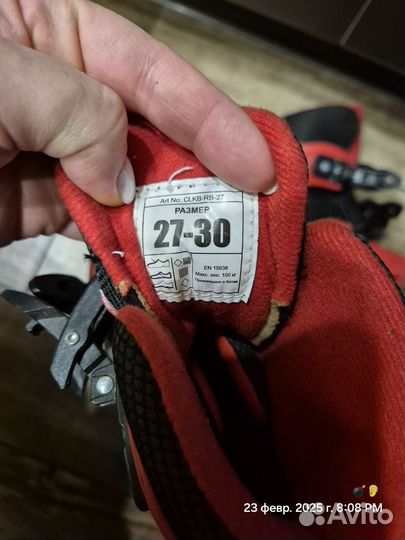 Art No: CLKB-RB-27
РАЗМЕР
27-30
EN 15638
Макс. вес: 100 кг
Произведено в Китае
23 февр. 2025 г. 8:08 PM
Avito